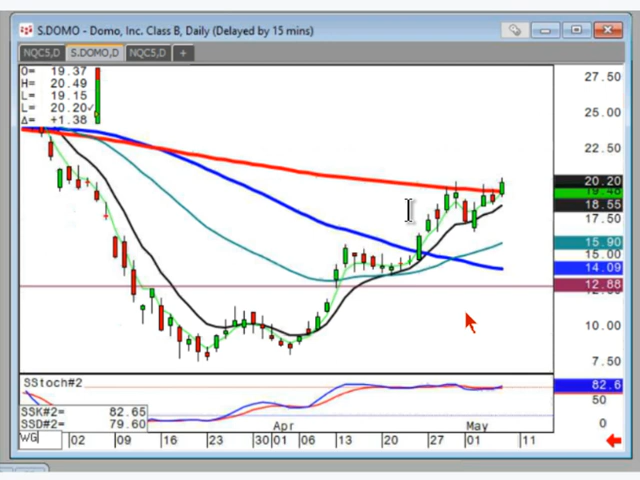 S.DOMO - Domo, Inc. Class B, Daily (Delayed by 15 mins)
NQC5,D S.DOMO,D NQC5,D +
O= 19.37
H= 20.49
L= 19.15
L= 20.20✓
Δ= +1.38
27.50
25.00
22.50
20.20
19.48
18.55
17.50
15.90
15.00
14.09
12.88
10.00
7.50
SStoch#2
82.6
50
0
SSK#2= 82.65
SSD#2= 79.60
Apr May
WG 02 09 16 23 30 01 06 13 20 27 01 11